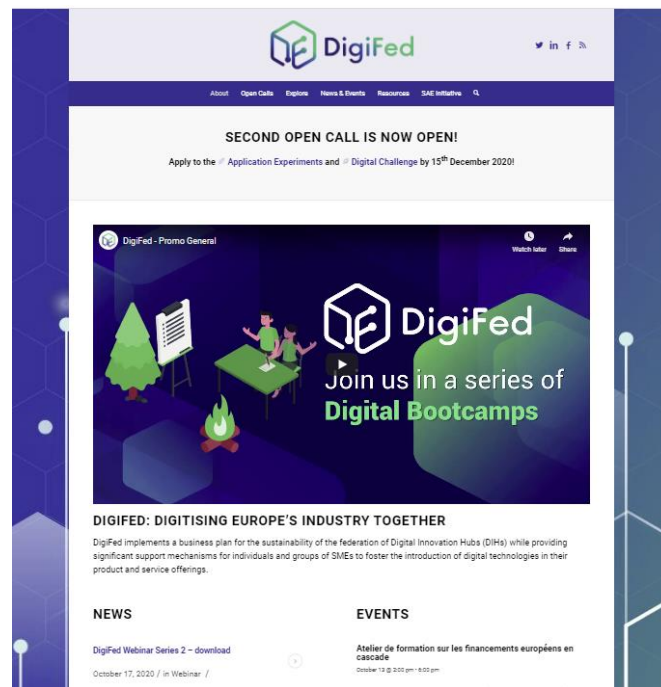 DigiFed
About Open Calls Explore News & Events Resources SAE Initiative
SECOND OPEN CALL IS NOW OPEN!
Apply to the Application Experiments and Digital Challenge by 15th December 2020!
DigiFed - Promo General
Watch later Share
DigiFed
Join us in a series of
Digital Bootcamps
DIGIFED: DIGITISING EUROPE'S INDUSTRY TOGETHER
DigiFed implements a business plan for the sustainability of the federation of Digital Innovation Hubs (DIHs) while providing
significant support mechanisms for individuals and groups of SMEs to foster the introduction of digital technologies in their
product and service offerings.
NEWS
DigiFed Webinar Series 2 – download
October 17, 2020 / in Webinar /
EVENTS
Atelier de formation sur les financements européens en
cascade
October 13 @ 2:00 pm - 6:00 pm